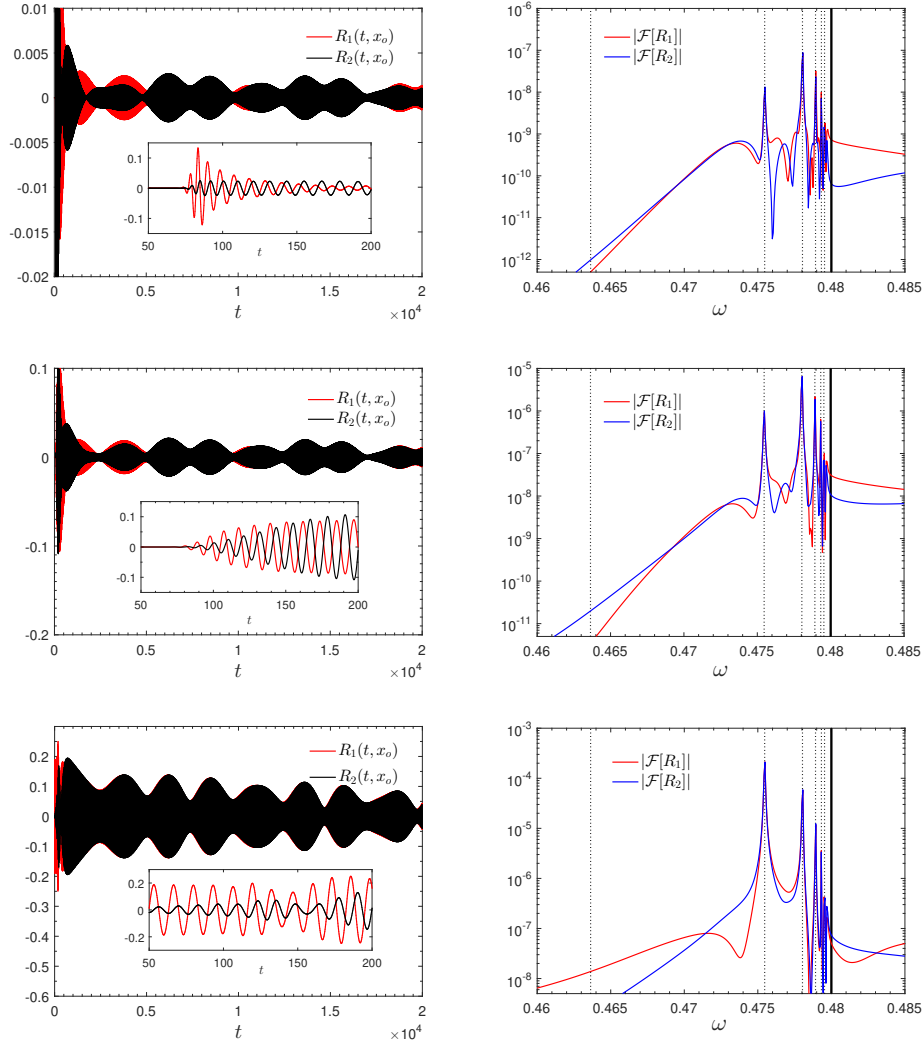 0.01
0.005
0
-0.005
-0.01
-0.015
-0.02
R₁(t, xₒ)
R₂(t, xₒ)
0.1
0
-0.1
50 100 150 200
t
0 0.5 1 1.5 2
t
×10⁴
10⁻⁶
10⁻⁷
10⁻⁸
10⁻⁹
10⁻¹⁰
10⁻¹¹
10⁻¹²
|ℱ[R₁]|
|ℱ[R₂]|
0.46 0.465 0.47 0.475 0.48 0.485
ω
0.1
0
-0.1
-0.2
R₁(t, xₒ)
R₂(t, xₒ)
0.1
0
-0.1
50 100 150 200
t
0 0.5 1 1.5 2
t
×10⁴
10⁻⁵
10⁻⁶
10⁻⁷
10⁻⁸
10⁻⁹
10⁻¹⁰
10⁻¹¹
|ℱ[R₁]|
|ℱ[R₂]|
0.46 0.465 0.47 0.475 0.48 0.485
ω
0.2
0.1
0
-0.1
-0.2
-0.3
-0.4
-0.5
-0.6
R₁(t, xₒ)
R₂(t, xₒ)
0.2
0
-0.2
50 100 150 200
t
0 0.5 1 1.5 2
t
×10⁴
10⁻³
10⁻⁴
10⁻⁵
10⁻⁶
10⁻⁷
10⁻⁸
|ℱ[R₁]|
|ℱ[R₂]|
0.46 0.465 0.47 0.475 0.48 0.485
ω